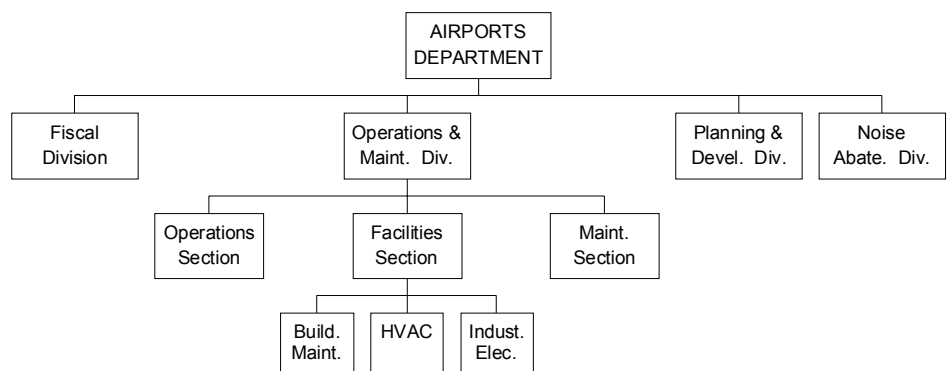 AIRPORTS
DEPARTMENT
Fiscal
Division
Operations &
Maint. Div.
Planning &
Devel. Div.
Noise
Abate. Div.
Operations
Section
Facilities
Section
Maint.
Section
Build.
Maint.
HVAC
Indust.
Elec.